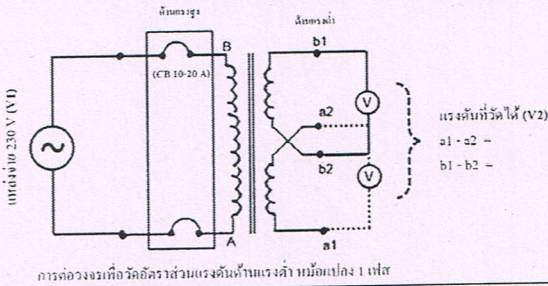 ด้านแรงสูง
ด้านแรงต่ำ
B
(CB 10-20 A)
b1
V
a2
b2
V
a1
A
แหล่งจ่าย 230 V (V1)
แรงดันที่วัดได้ (V2)
a1 - a2 =
b1 - b2 =
การต่อวงจรเพื่อวัดอัตราส่วนแรงดันด้านแรงต่ำ หม้อแปลง 1 เฟส